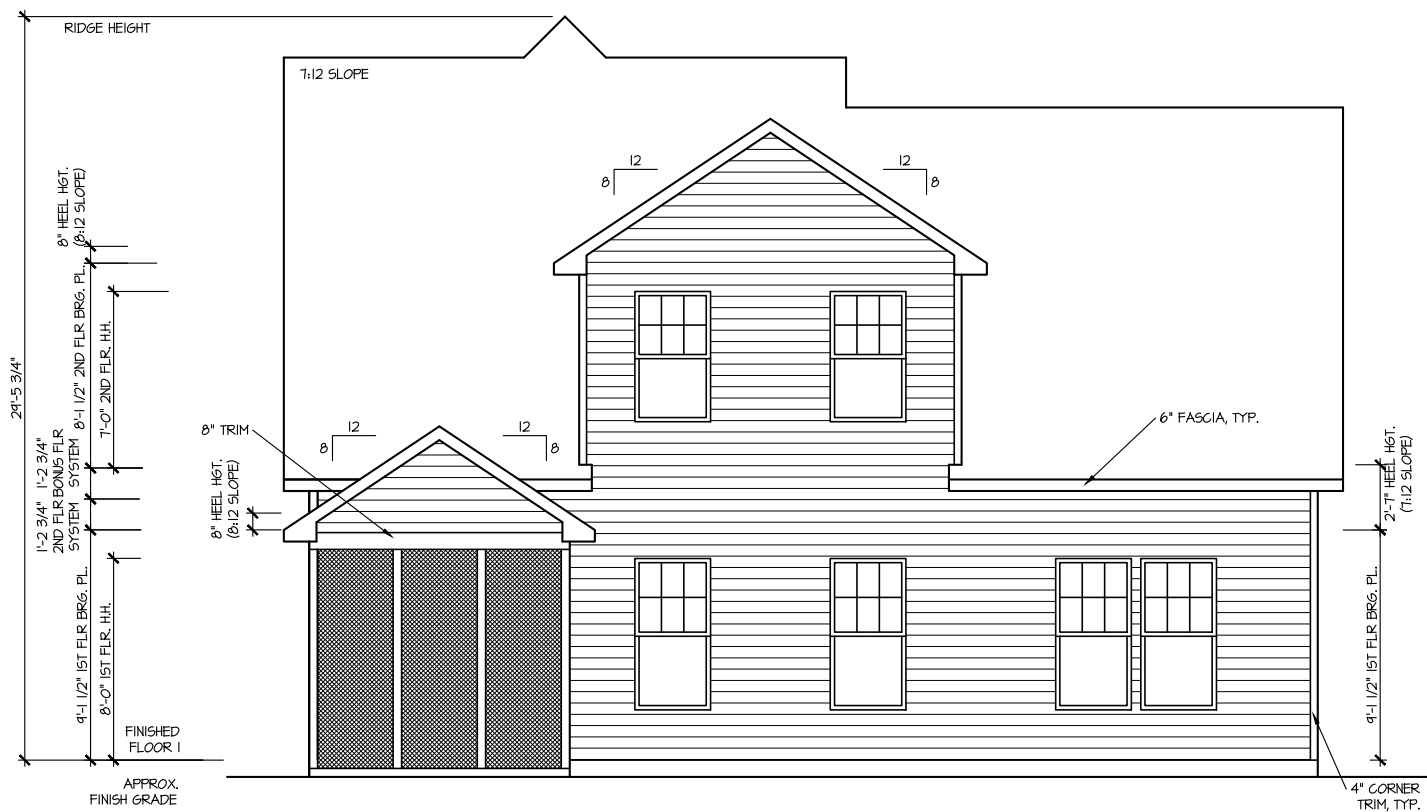 RIDGE HEIGHT
7:12 SLOPE
12
8
12
8
8" HEEL HGT.
(8:12 SLOPE)
8'-1 1/2" 2ND FLR BRG. PL.
7'-0" 2ND FLR. H.H.
29'-5 3/4"
1'-2 3/4"
BONUS FLR
SYSTEM
1'-2 3/4"
2ND FLR
SYSTEM
9'-1 1/2" 1ST FLR BRG. PL.
8'-0" 1ST FLR. H.H.
8" TRIM
12
8
12
8
8" HEEL HGT.
(8:12 SLOPE)
6" FASCIA, TYP.
2'-7" HEEL HGT.
(7:12 SLOPE)
9'-1 1/2" 1ST FLR BRG. PL.
FINISHED
FLOOR 1
APPROX.
FINISH GRADE
4" CORNER
TRIM, TYP.